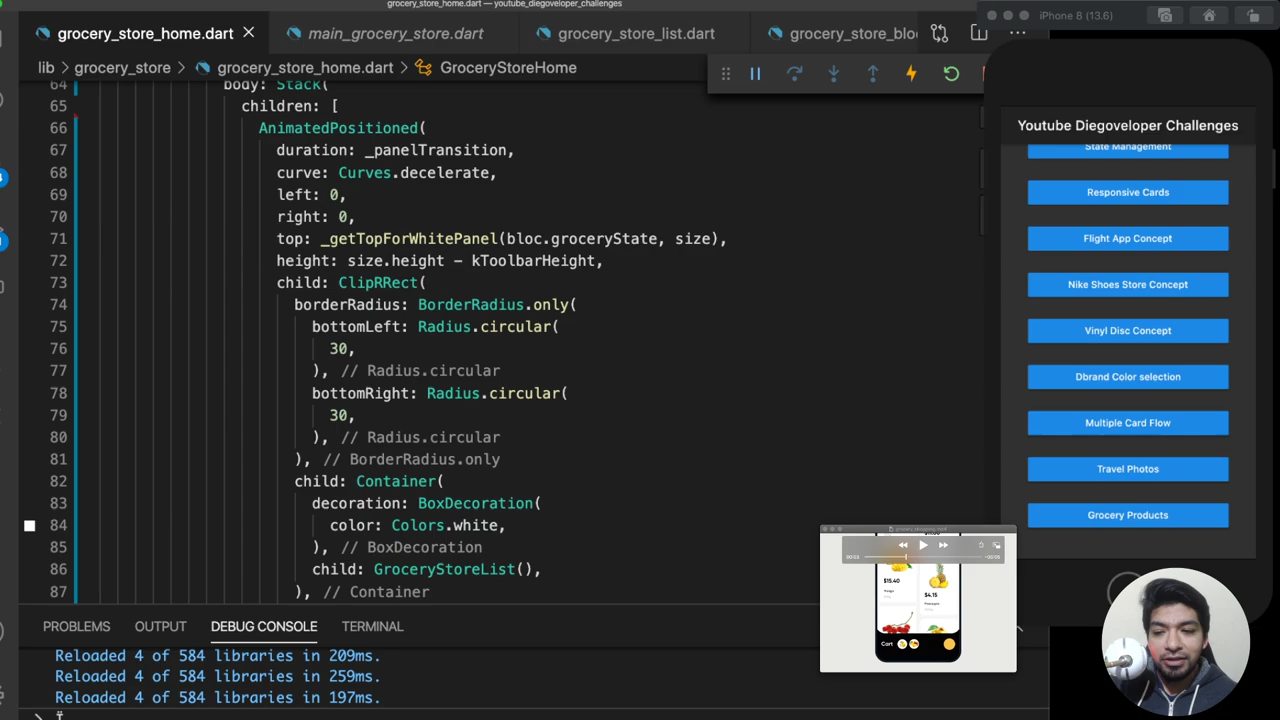 grocery_store_home.dart — youtube_diegoveloper_challenges
grocery_store_home.dart
main_grocery_store.dart
grocery_store_list.dart
grocery_store_blo
iPhone 8 (13.6)
lib > grocery_store > grocery_store_home.dart > GroceryStoreHome
64 body: Stack(
65 children: [
66 AnimatedPositioned(
67 duration: _panelTransition,
68 curve: Curves.decelerate,
69 left: 0,
70 right: 0,
71 top: _getTopForWhitePanel(bloc.groceryState, size),
72 height: size.height - kToolbarHeight,
73 child: ClipRRect(
74 borderRadius: BorderRadius.only(
75 bottomLeft: Radius.circular(
76 30,
77 ), // Radius.circular
78 bottomRight: Radius.circular(
79 30,
80 ), // Radius.circular
81 ), // BorderRadius.only
82 child: Container(
83 decoration: BoxDecoration(
84 color: Colors.white,
85 ), // BoxDecoration
86 child: GroceryStoreList(),
87 ), // Container
PROBLEMS
OUTPUT
DEBUG CONSOLE
TERMINAL
Reloaded 4 of 584 libraries in 209ms.
Reloaded 4 of 584 libraries in 259ms.
Reloaded 4 of 584 libraries in 197ms.
Youtube Diegoveloper Challenges
State Management
Responsive Cards
Flight App Concept
Nike Shoes Store Concept
Vinyl Disc Concept
Dbrand Color selection
Multiple Card Flow
Travel Photos
Grocery Products
$15.40
$4.15
Cart